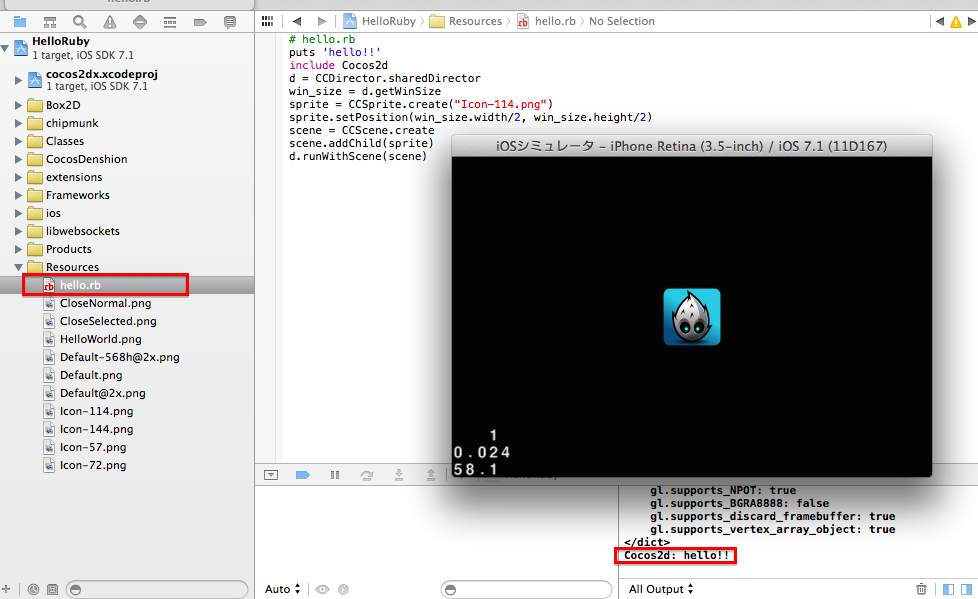 HelloRuby
Resources
hello.rb
No Selection
HelloRuby
1 target, iOS SDK 7.1
cocos2dx.xcodeproj
1 target, iOS SDK 7.1
Box2D
chipmunk
Classes
CocosDenshion
extensions
Frameworks
ios
libwebsockets
Products
Resources
hello.rb
CloseNormal.png
CloseSelected.png
HelloWorld.png
Default-568h@2x.png
Default.png
Default@2x.png
Icon-114.png
Icon-144.png
Icon-57.png
Icon-72.png
# hello.rb
puts 'hello!!'
include Cocos2d
d = CCDirector.sharedDirector
win_size = d.getWinSize
sprite = CCSprite.create("Icon-114.png")
sprite.setPosition(win_size.width/2, win_size.height/2)
scene = CCScene.create
scene.addChild(sprite)
d.runWithScene(scene)
iOSシミュレータ - iPhone Retina (3.5-inch) / iOS 7.1 (11D167)
1
0.024
58.1
gl.supports_NPOT: true
gl.supports_BGRA8888: false
gl.supports_discard_framebuffer: true
gl.supports_vertex_array_object: true
</dict>
Cocos2d: hello!!
Auto
All Output